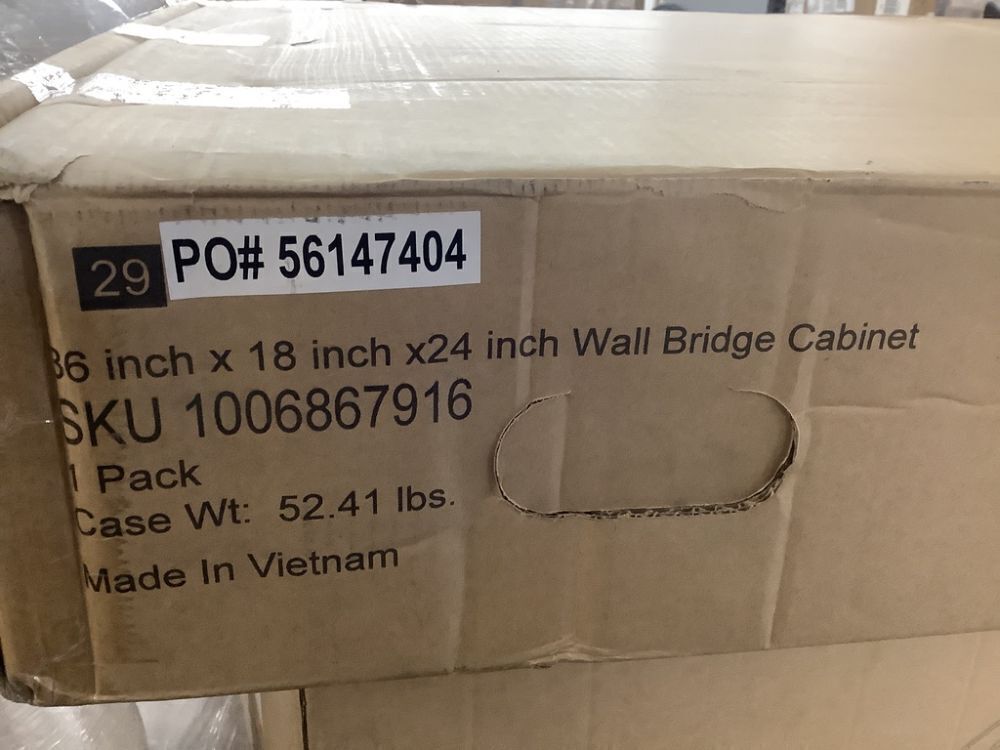 29
PO# 56147404
36 inch x 18 inch x24 inch Wall Bridge Cabinet
SKU 1006867916
1 Pack
Case Wt: 52.41 lbs.
Made In Vietnam